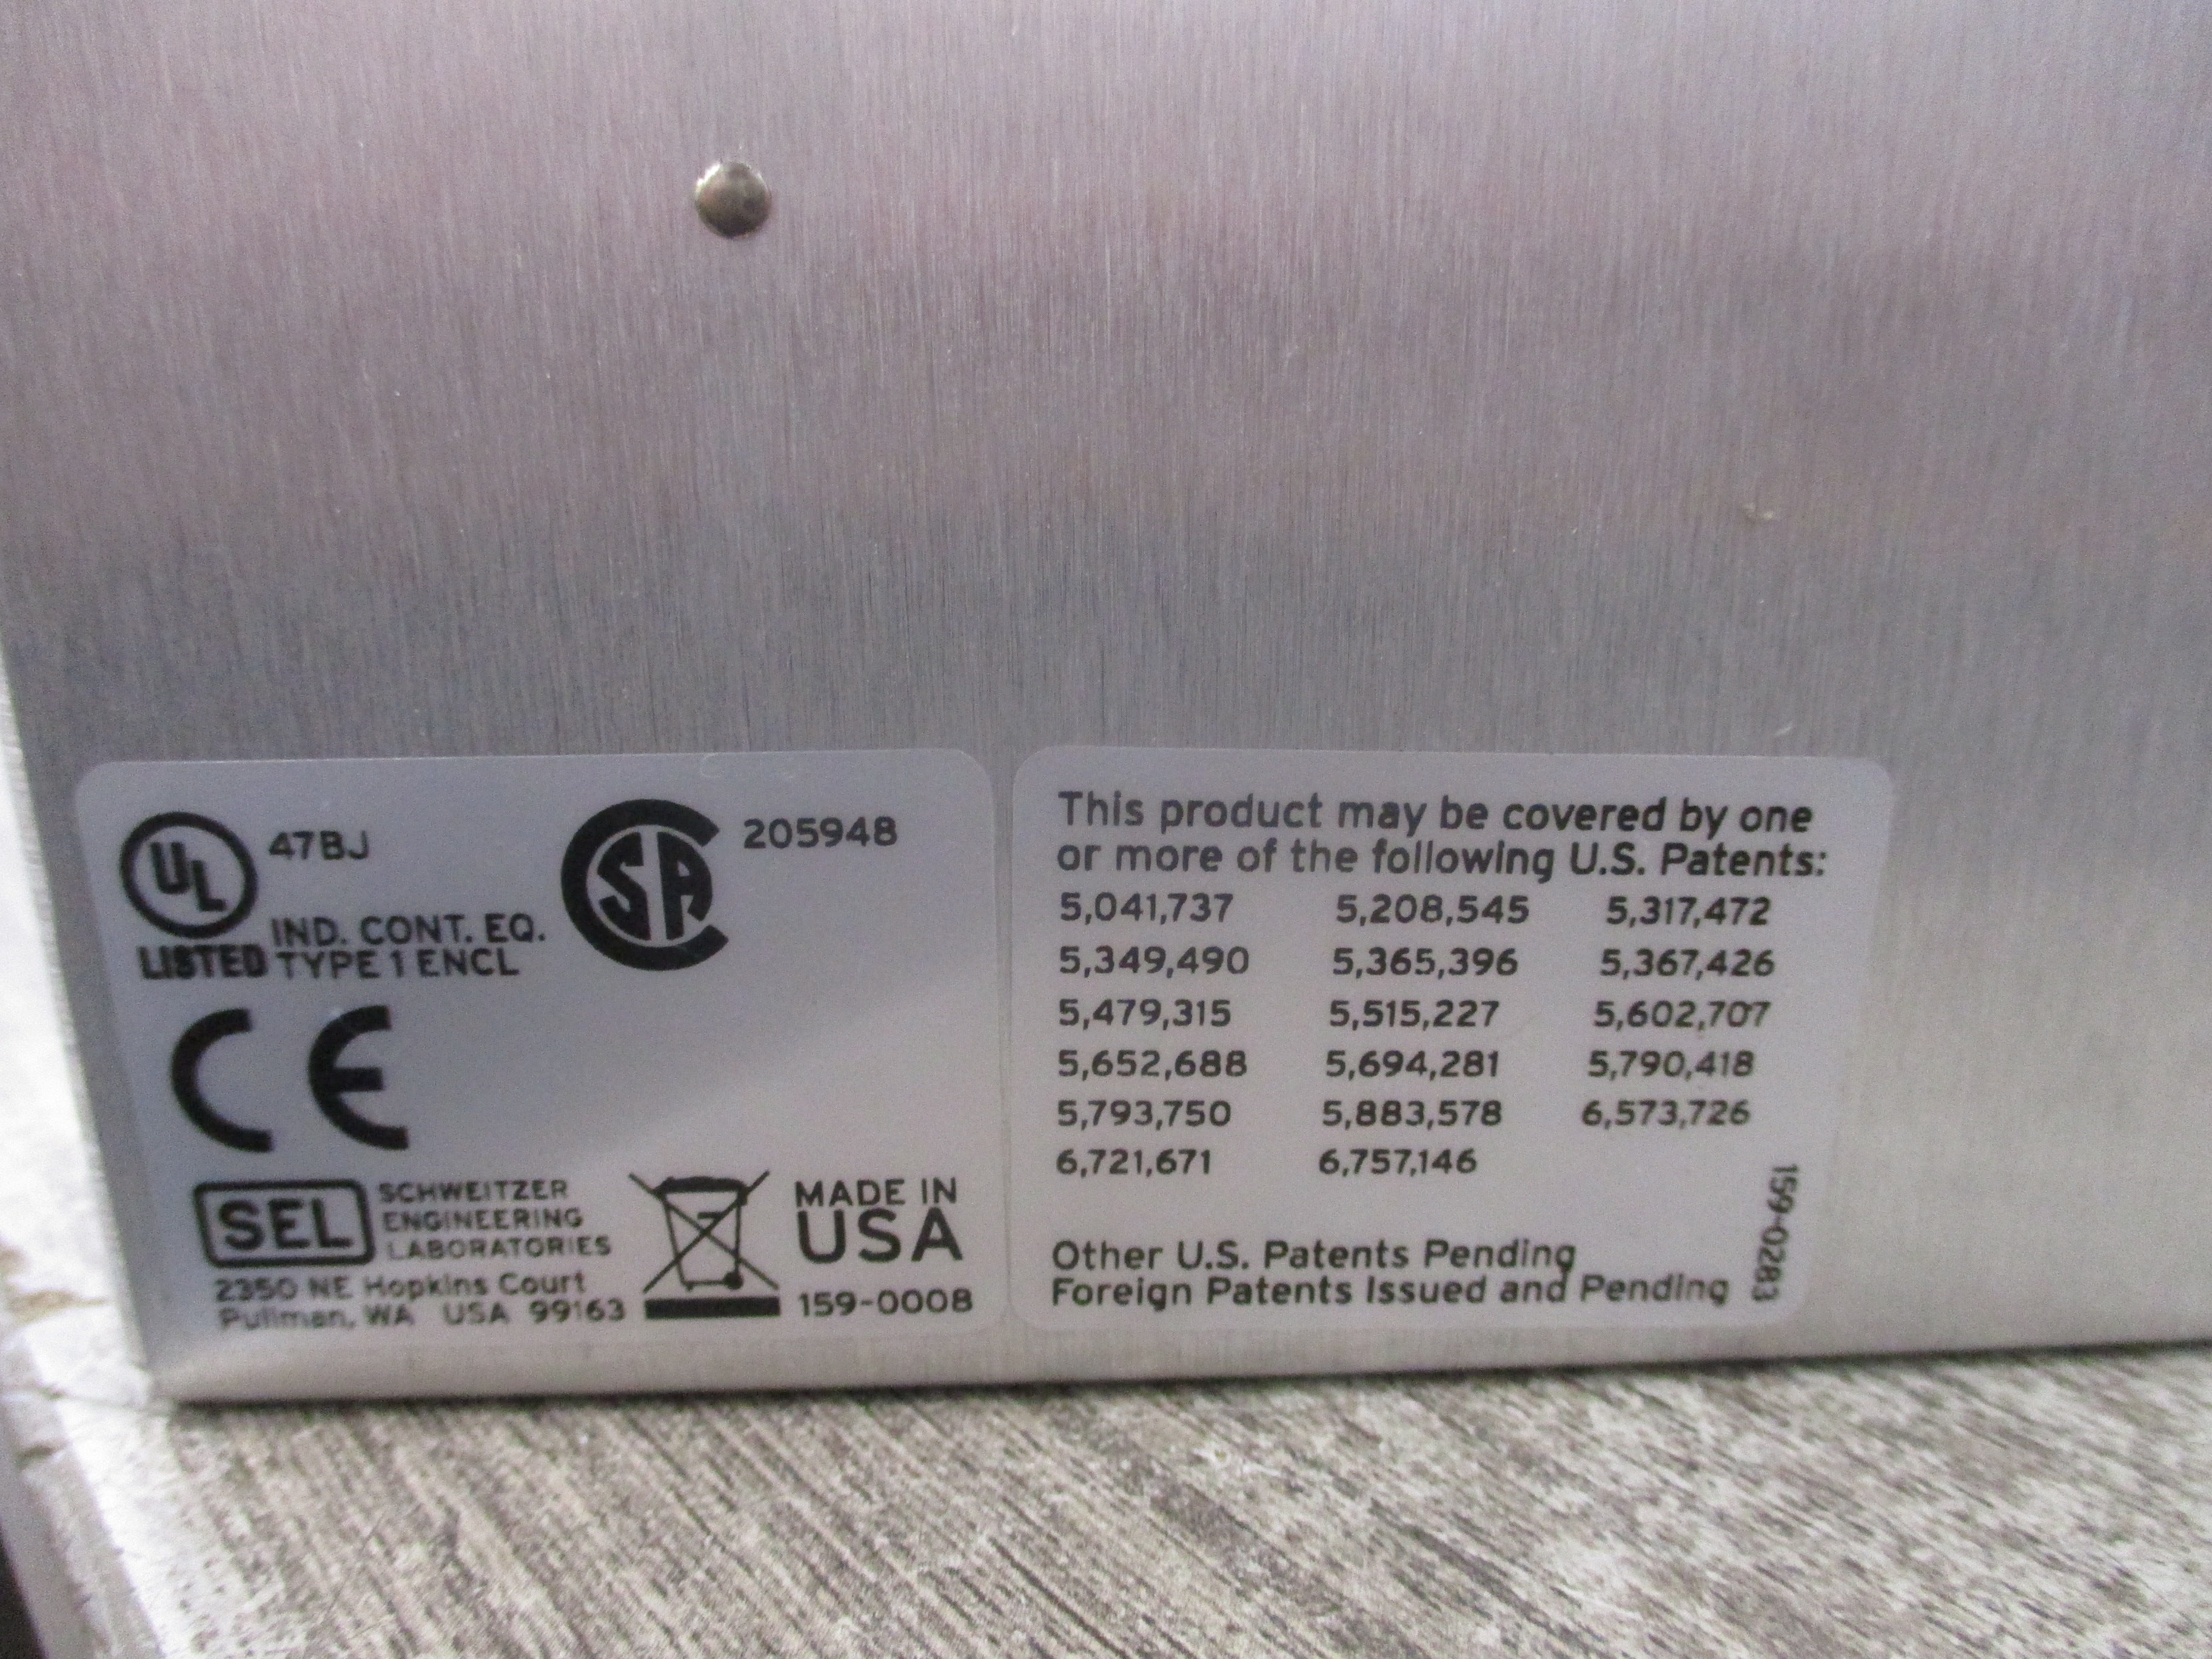 UL
47BJ
LISTED
IND. CONT. EQ.
TYPE 1 ENCL
CSA
205948
CE
SEL
SCHWEITZER
ENGINEERING
LABORATORIES
2350 NE Hopkins Court
Pullman, WA USA 99163
MADE IN
USA
159-0008
This product may be covered by one
or more of the following U.S. Patents:
5,041,737 5,208,545 5,317,472
5,349,490 5,365,396 5,367,426
5,479,315 5,515,227 5,602,707
5,652,688 5,694,281 5,790,418
5,793,750 5,883,578 6,573,726
6,721,671 6,757,146
Other U.S. Patents Pending
Foreign Patents Issued and Pending
159-0283